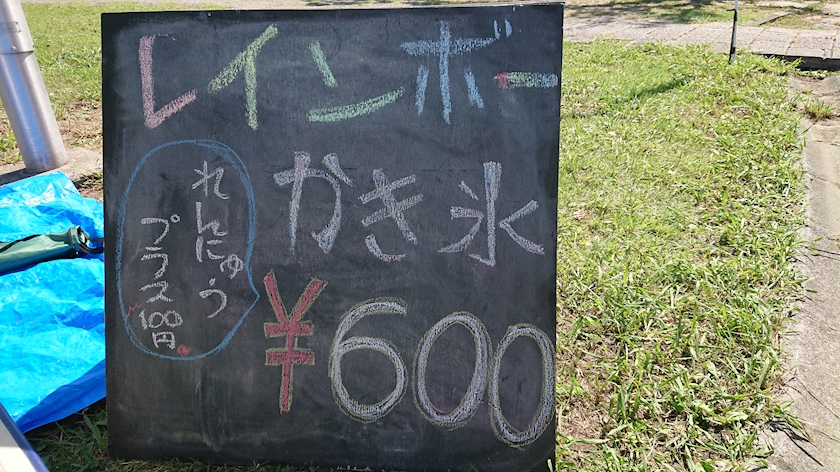 レインボー
かき氷
¥600
れんにゅう
プラス100円